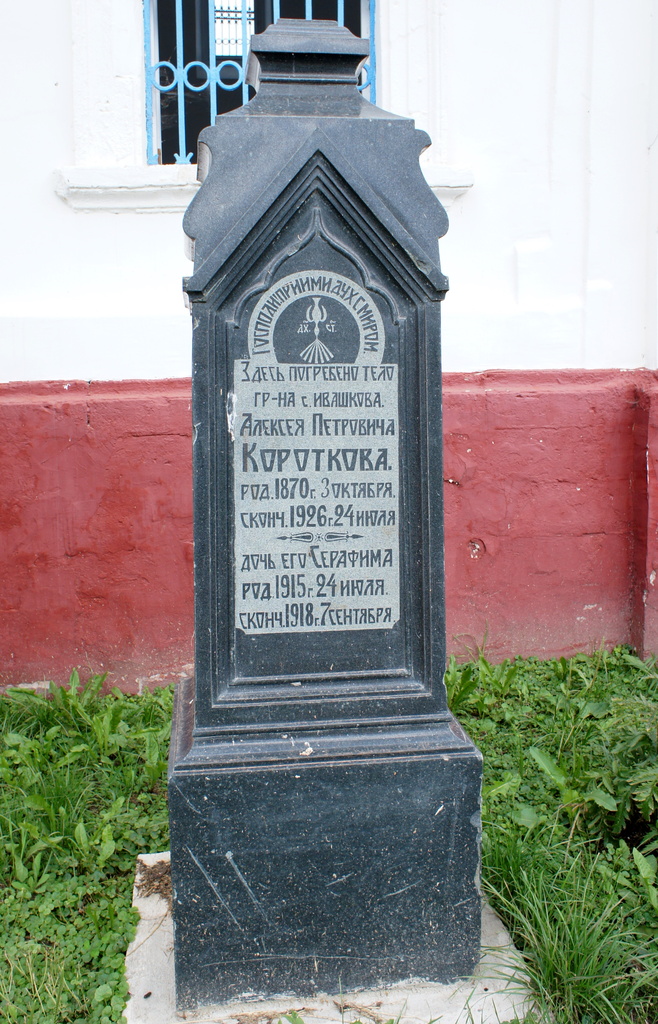 ГОСПОДИ ПРИИМИ ДУХ С МИРОМ
ДХ. СТ.
ЗДЕСЬ ПОГРЕБЕНО ТЕЛО
ГР-НА С. ИВАШКОВА.
АЛЕКСЕЯ ПЕТРОВИЧА
КОРОТКОВА.
РОД. 1870 г. 3 ОКТЯБРЯ.
СКОНЧ. 1926 г. 24 ИЮЛЯ
ДОЧЬ ЕГО СЕРАФИМА
РОД. 1915 г. 24 ИЮЛЯ.
СКОНЧ. 1918 г. 7 СЕНТЯБРЯ.